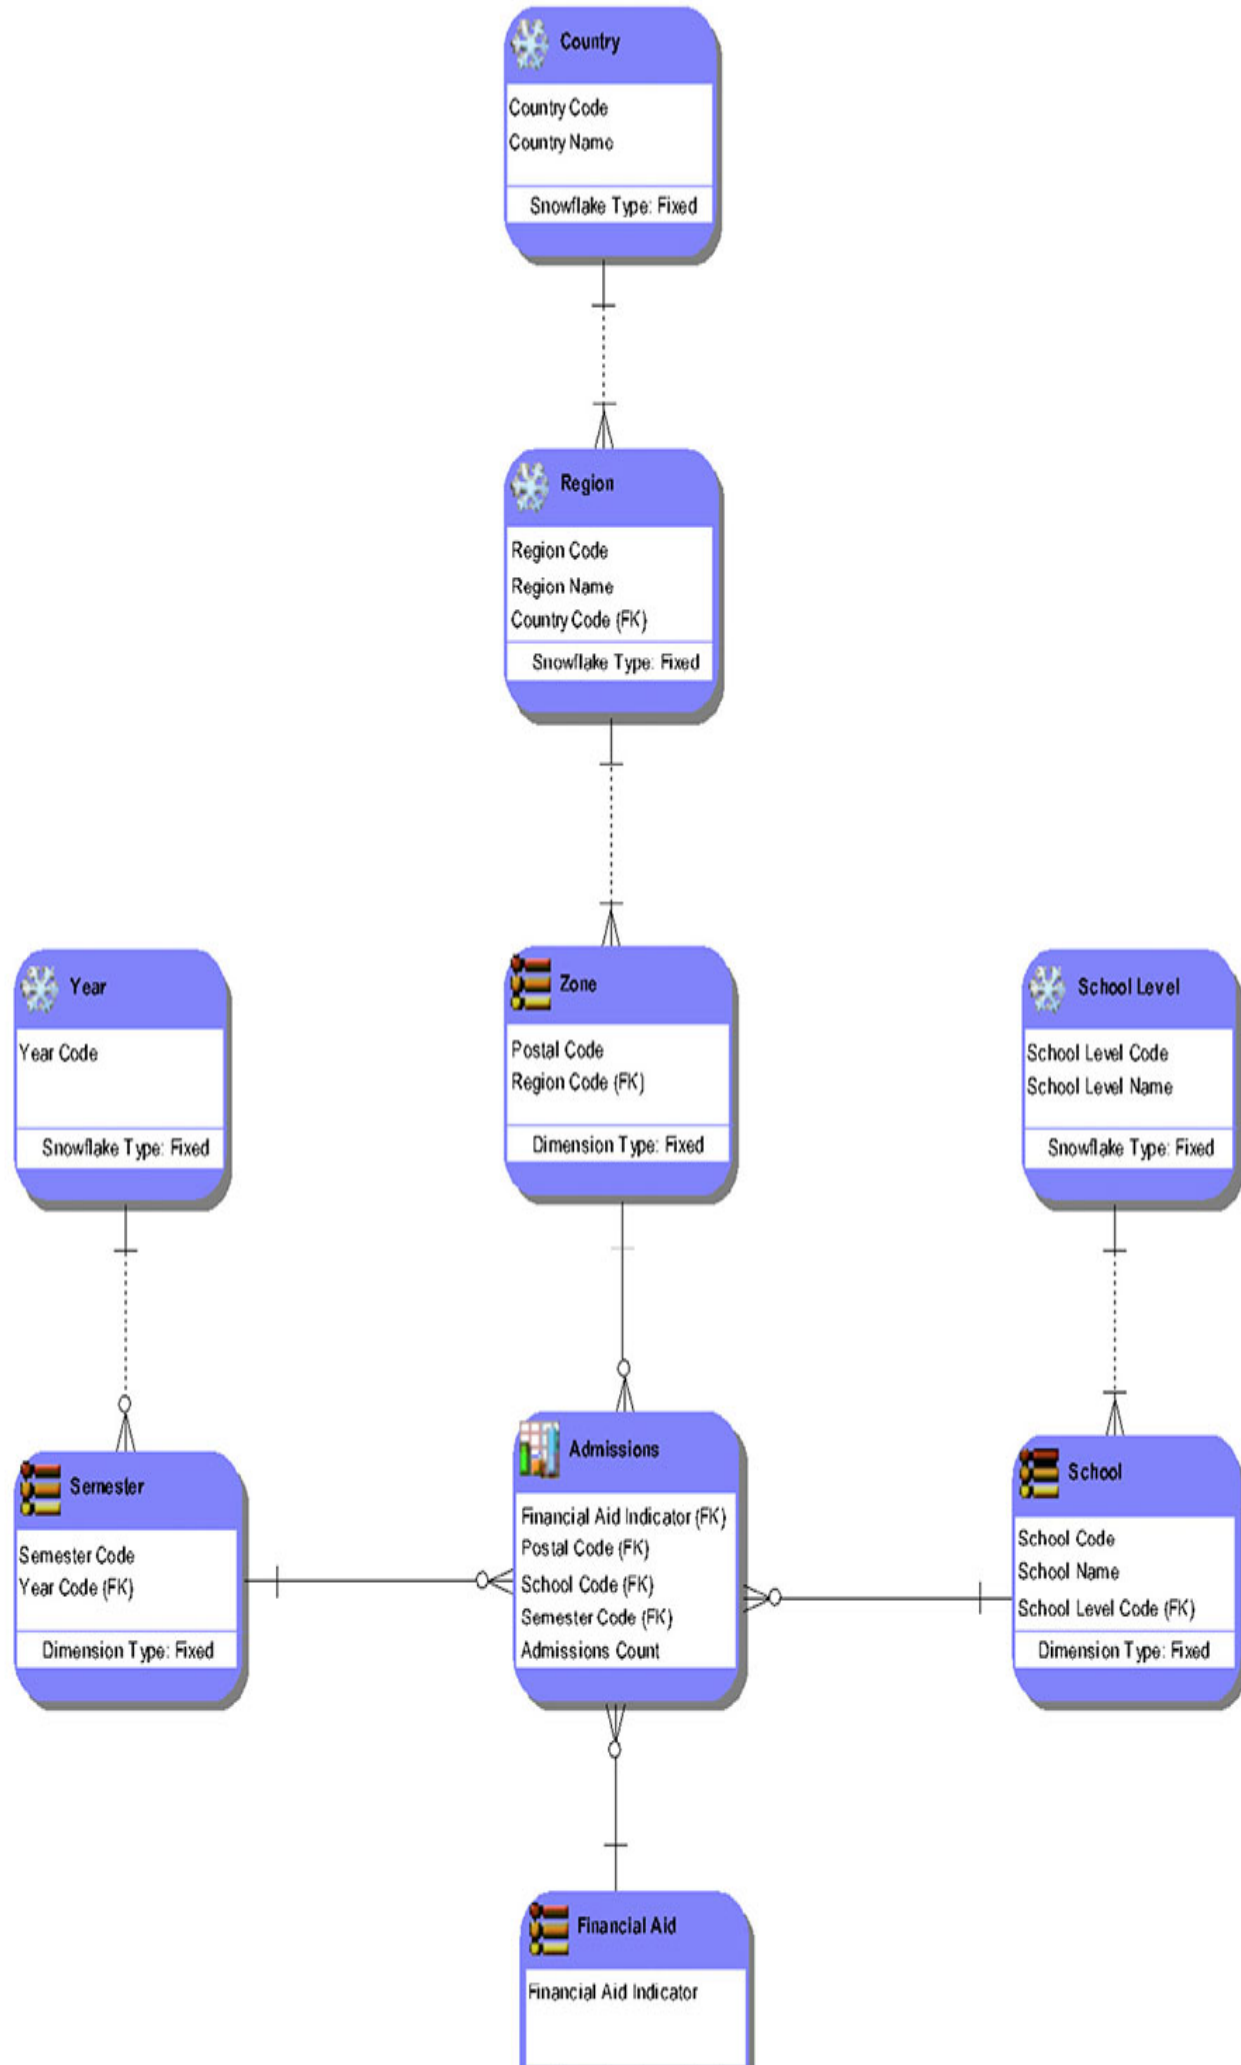 Country
Country Code
Country Name
Snowflake Type: Fixed
Region
Region Code
Region Name
Country Code (FK)
Snowflake Type: Fixed
Year
Year Code
Snowflake Type: Fixed
Zone
Postal Code
Region Code (FK)
Dimension Type: Fixed
School Level
School Level Code
School Level Name
Snowflake Type: Fixed
Semester
Semester Code
Year Code (FK)
Dimension Type: Fixed
Admissions
Financial Aid Indicator (FK)
Postal Code (FK)
School Code (FK)
Semester Code (FK)
Admissions Count
School
School Code
School Name
School Level Code (FK)
Dimension Type: Fixed
Financial Aid
Financial Aid Indicator